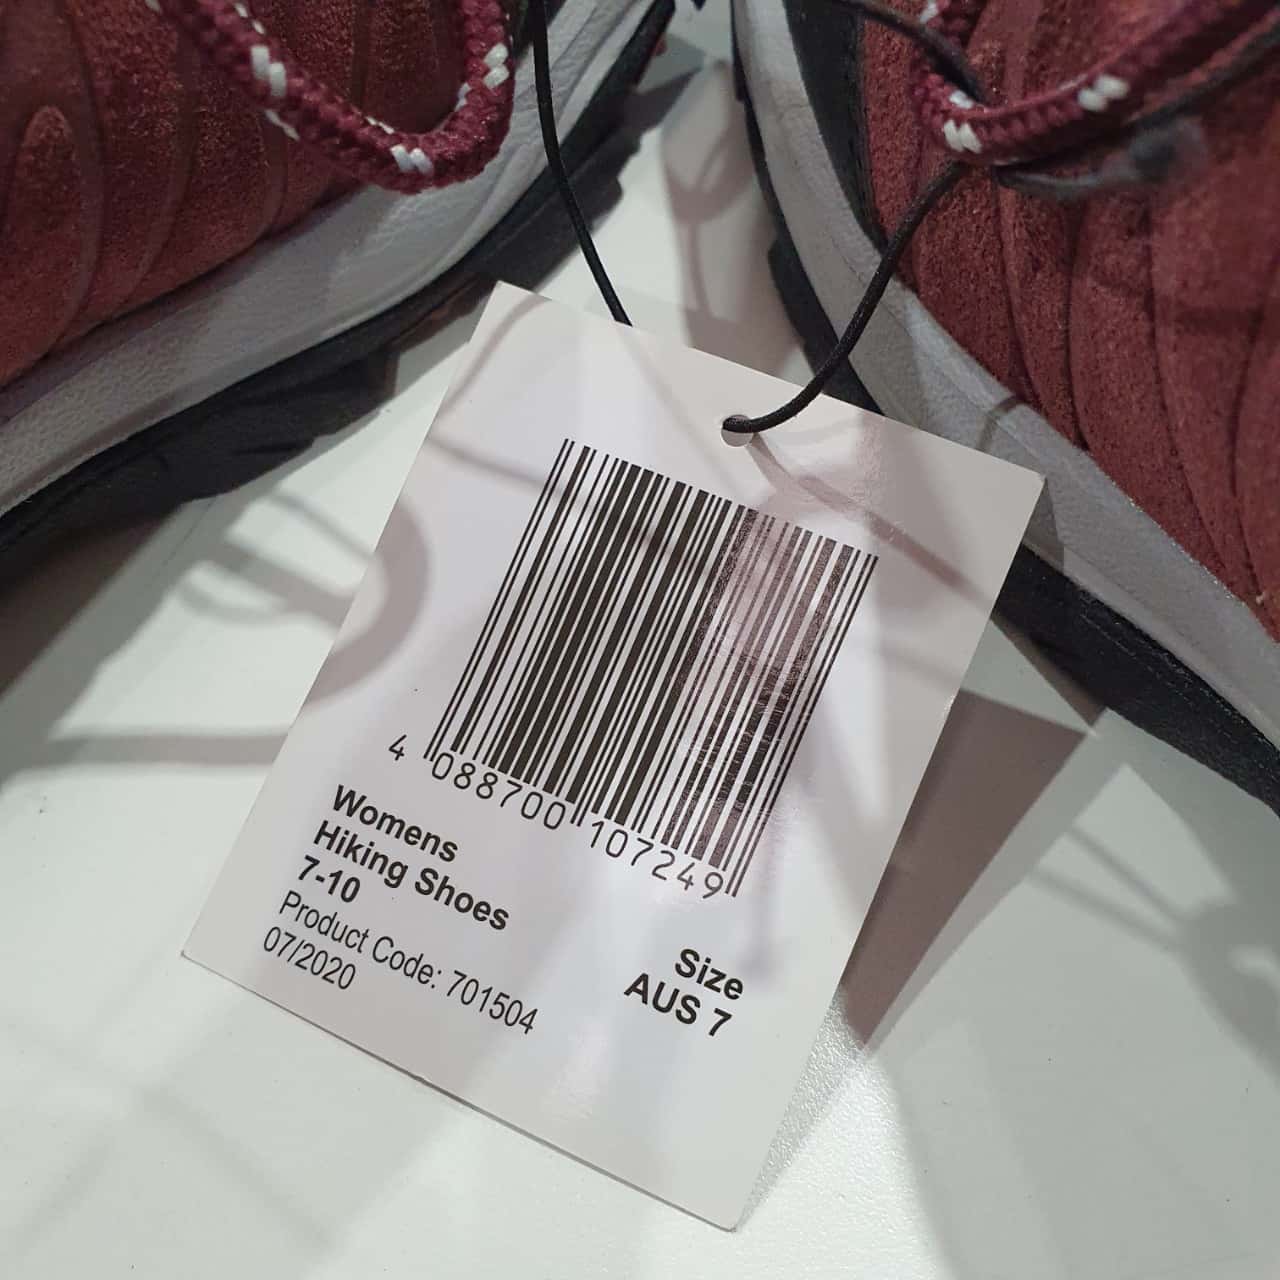 4 088700 107249
Womens
Hiking Shoes
7-10
Product Code: 701504
07/2020
Size
AUS 7